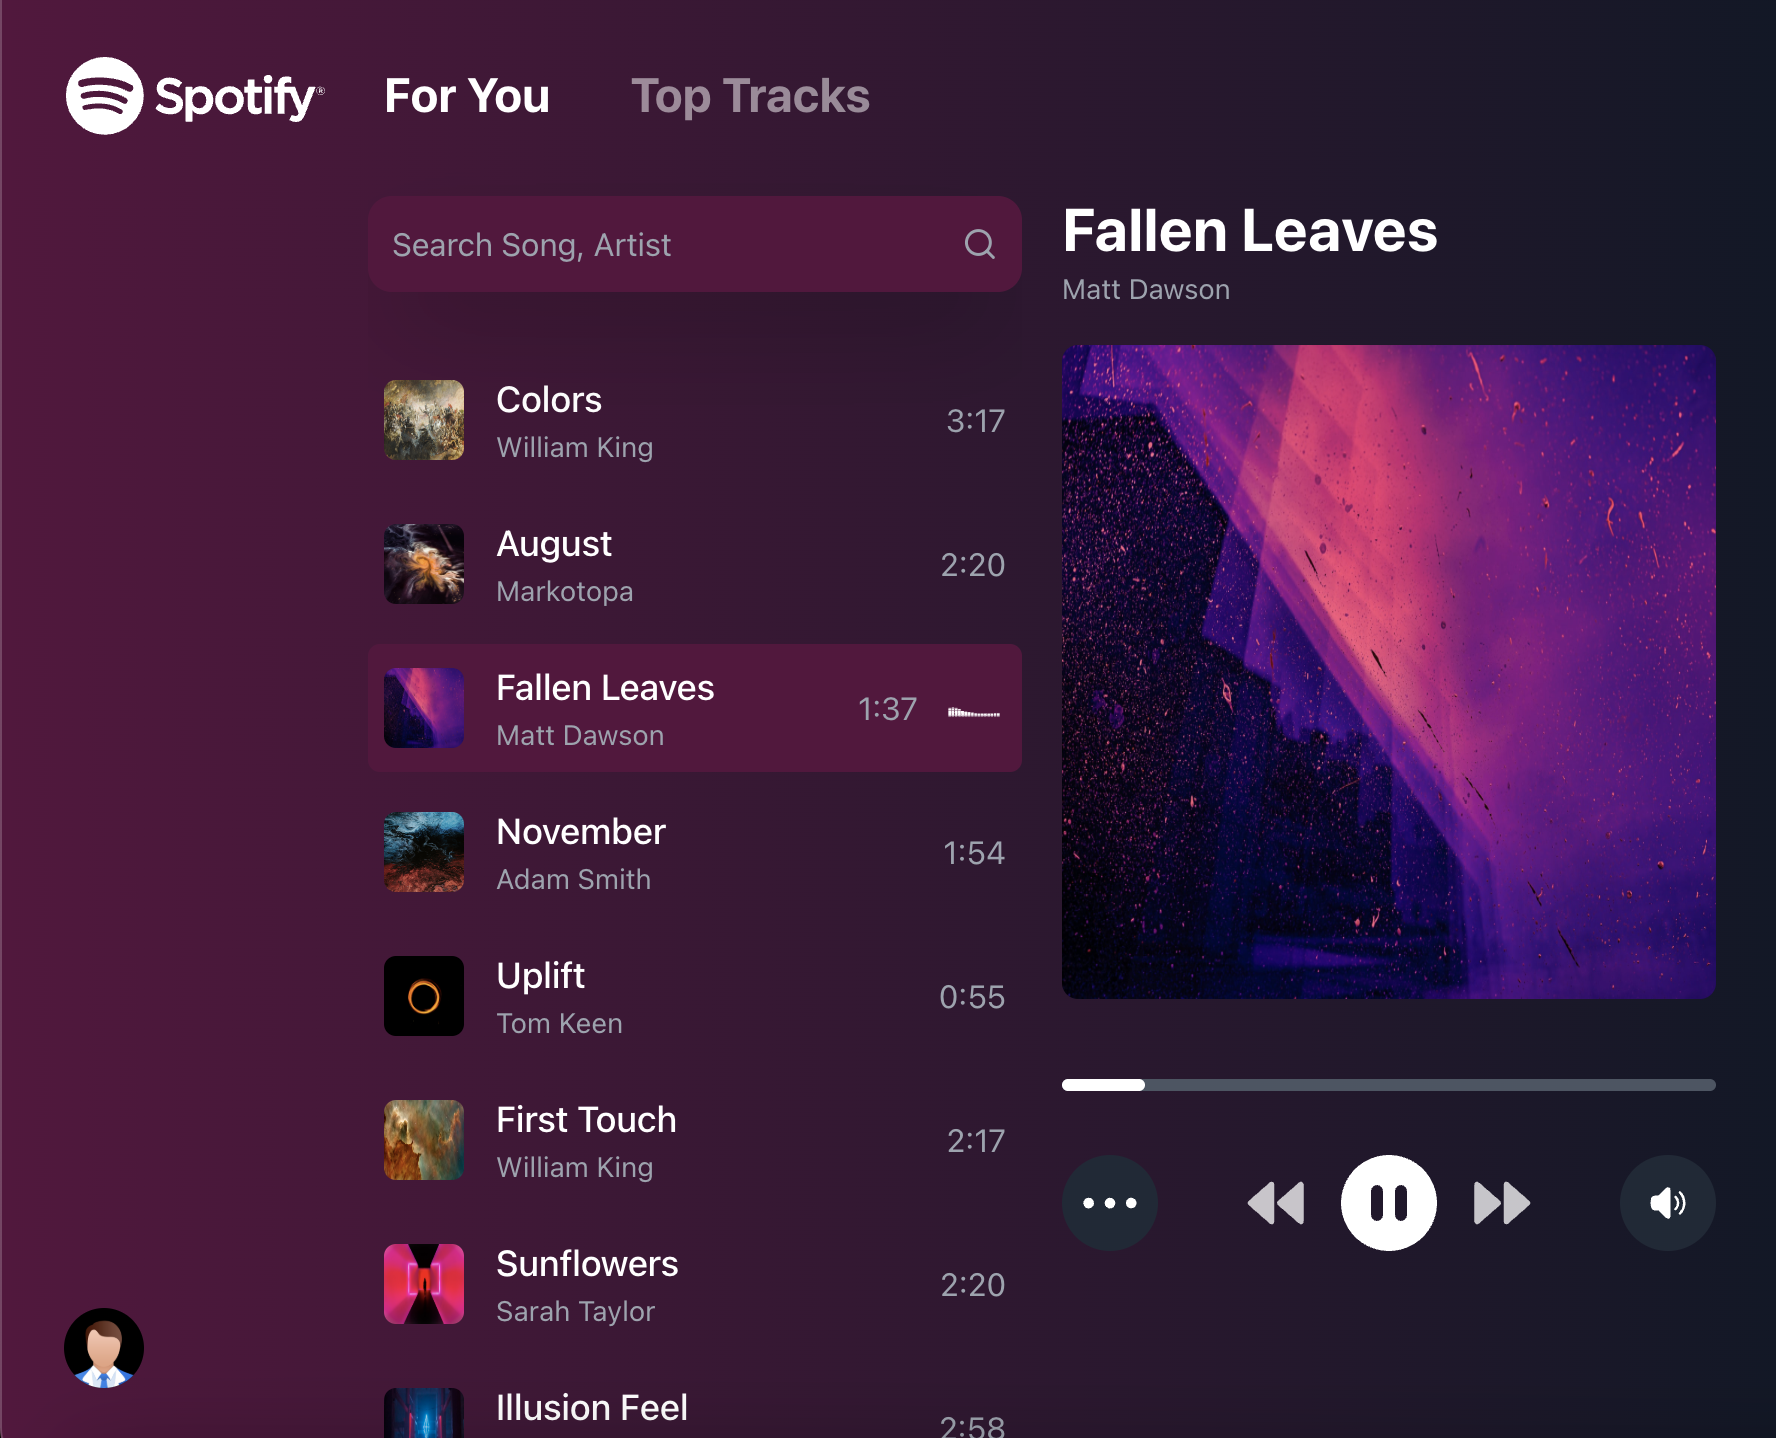 Spotify®
For You
Top Tracks
Search Song, Artist
Colors
William King
3:17
August
Markotopa
2:20
Fallen Leaves
Matt Dawson
1:37
November
Adam Smith
1:54
Uplift
Tom Keen
0:55
First Touch
William King
2:17
Sunflowers
Sarah Taylor
2:20
Illusion Feel
2:58
Fallen Leaves
Matt Dawson